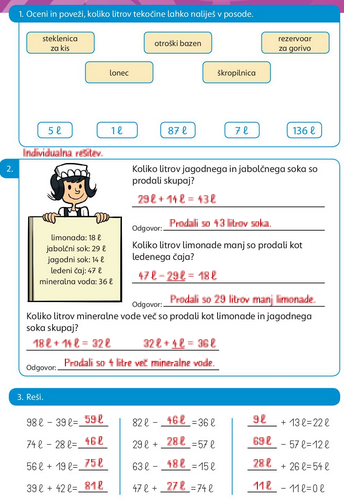 1. Oceni in poveži, koliko litrov tekočine lahko naliješ v posode.
steklenica za kis
otroški bazen
rezervoar za gorivo
lonec
škropilnica
5 ℓ 1 ℓ 87 ℓ 7 ℓ 136 ℓ
Individualna rešitev.
2.
Koliko litrov jagodnega in jabolčnega soka so
prodali skupaj?
29 ℓ + 14 ℓ = 43 ℓ
Odgovor: Prodali so 43 litrov soka.
limonada: 18 ℓ
jabolčni sok: 29 ℓ
jagodni sok: 14 ℓ
ledeni čaj: 47 ℓ
mineralna voda: 36 ℓ
Koliko litrov limonade manj so prodali kot
ledenega čaja?
47 ℓ – 29 ℓ = 18 ℓ
Odgovor: Prodali so 29 litrov manj limonade.
Koliko litrov mineralne vode več so prodali kot limonade in jagodnega
soka skupaj?
18 ℓ + 14 ℓ = 32 ℓ 32 ℓ + 4 ℓ = 36 ℓ
Odgovor: Prodali so 4 litre več mineralne vode.
3. Reši.
98 ℓ – 39 ℓ= 59 ℓ 82 ℓ – 46 ℓ =36 ℓ 9 ℓ + 13 ℓ=22 ℓ
74 ℓ – 28 ℓ= 46 ℓ 29 ℓ + 28 ℓ =57 ℓ 69 ℓ – 57 ℓ=12 ℓ
56 ℓ + 19 ℓ= 75 ℓ 63 ℓ – 48 ℓ =15 ℓ 28 ℓ + 26 ℓ=54 ℓ
39 ℓ + 42 ℓ= 81 ℓ 47 ℓ + 27 ℓ =74 ℓ 11 ℓ – 11 ℓ=0 ℓ